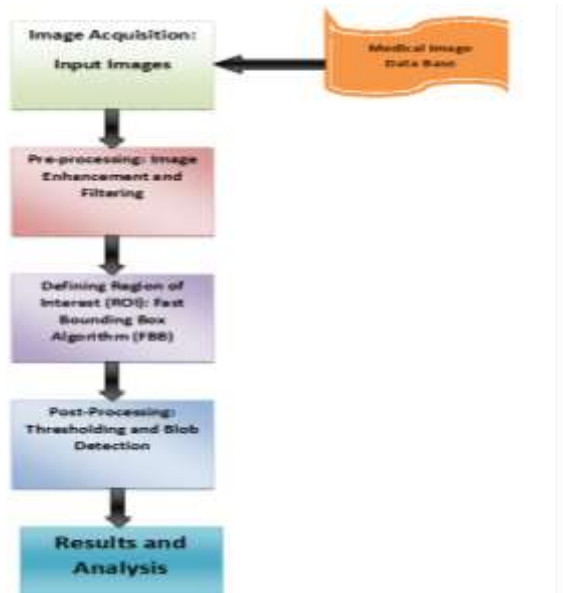 Image Acquisition:
Input Images
Medical Image
Data Base
Pre-processing: Image
Enhancement and
Filtering
Defining Region of
Interest (ROI): Fast
Bounding Box
Algorithm (FBB)
Post-Processing:
Thresholding and Blob
Detection
Results and
Analysis